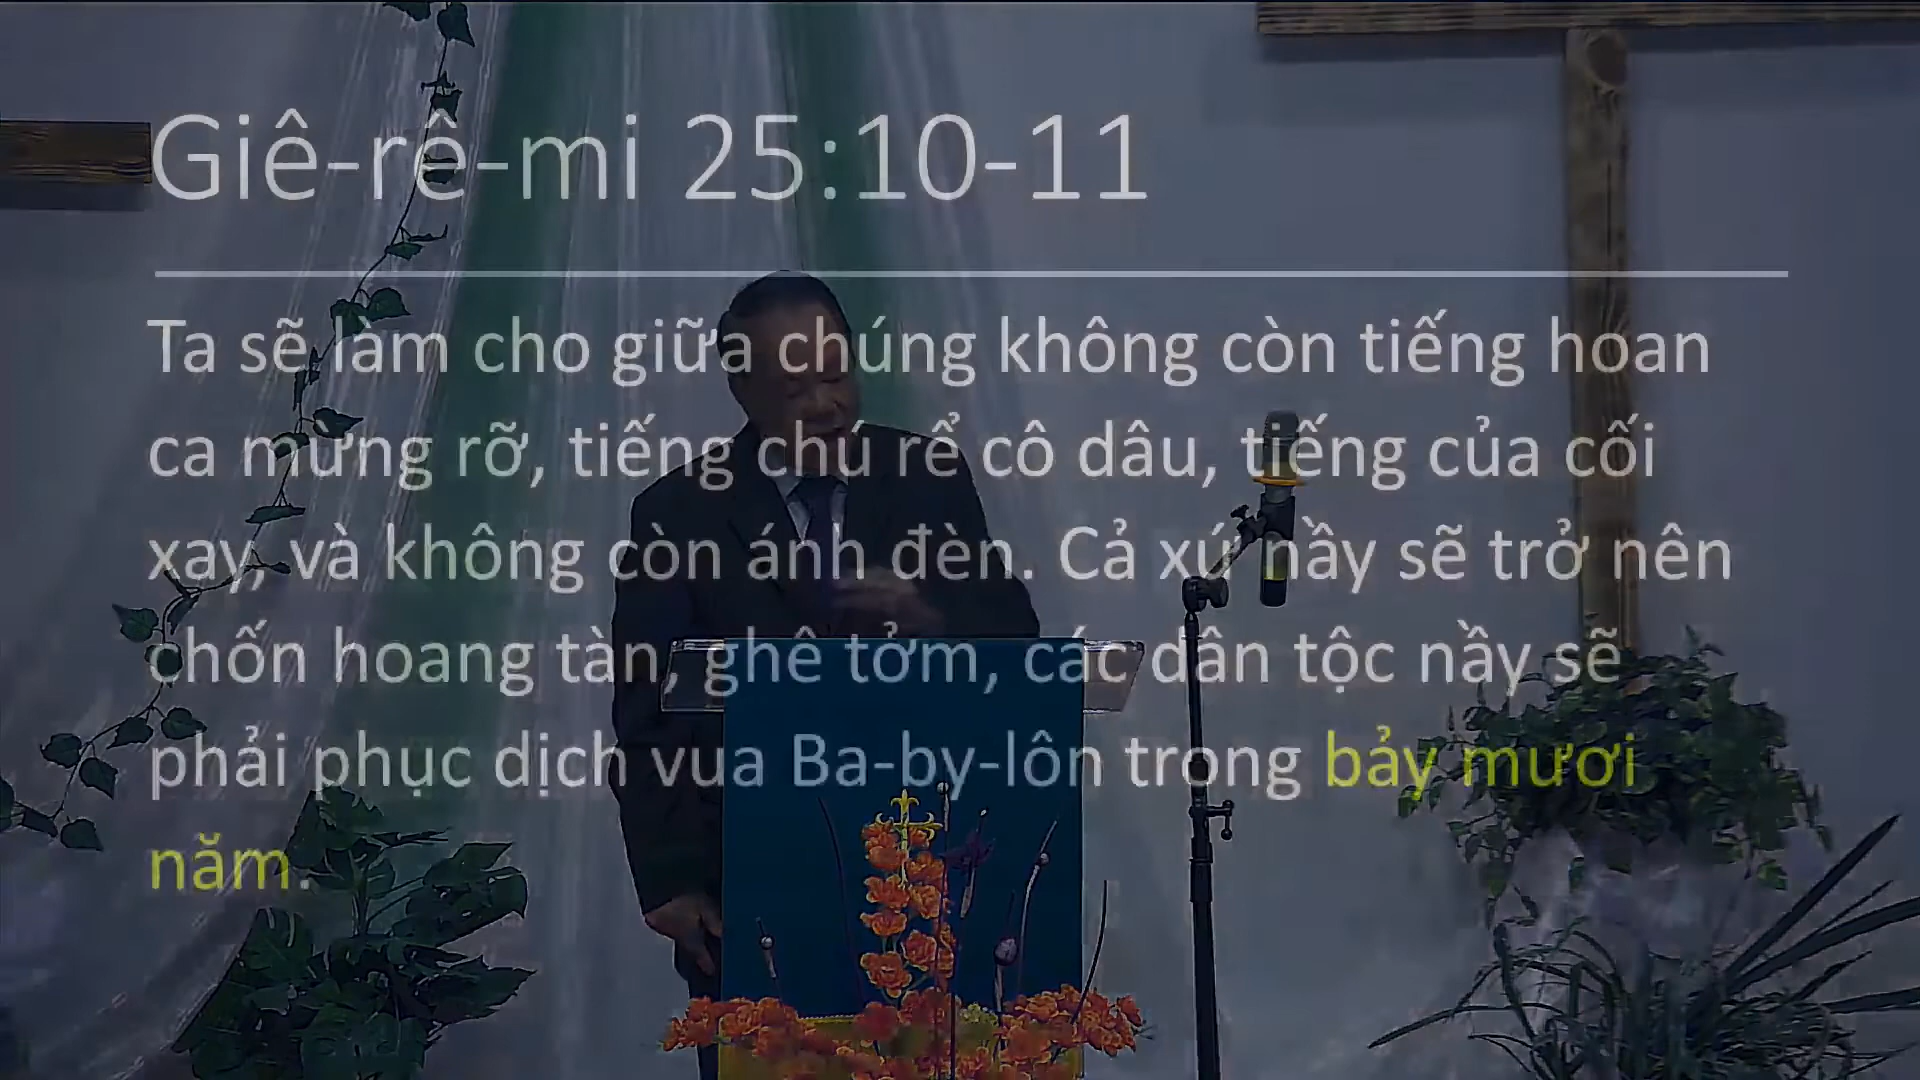 Giê-rê-mi 25:10-11
Ta sẽ làm cho giữa chúng không còn tiếng hoan
ca mừng rỡ, tiếng chú rể cô dâu, tiếng của cối
xay, và không còn ánh đèn. Cả xứ nầy sẽ trở nên
chốn hoang tàn, ghê tởm, các dân tộc nầy sẽ
phải phục dịch vua Ba-by-lôn trong bảy mươi
năm.